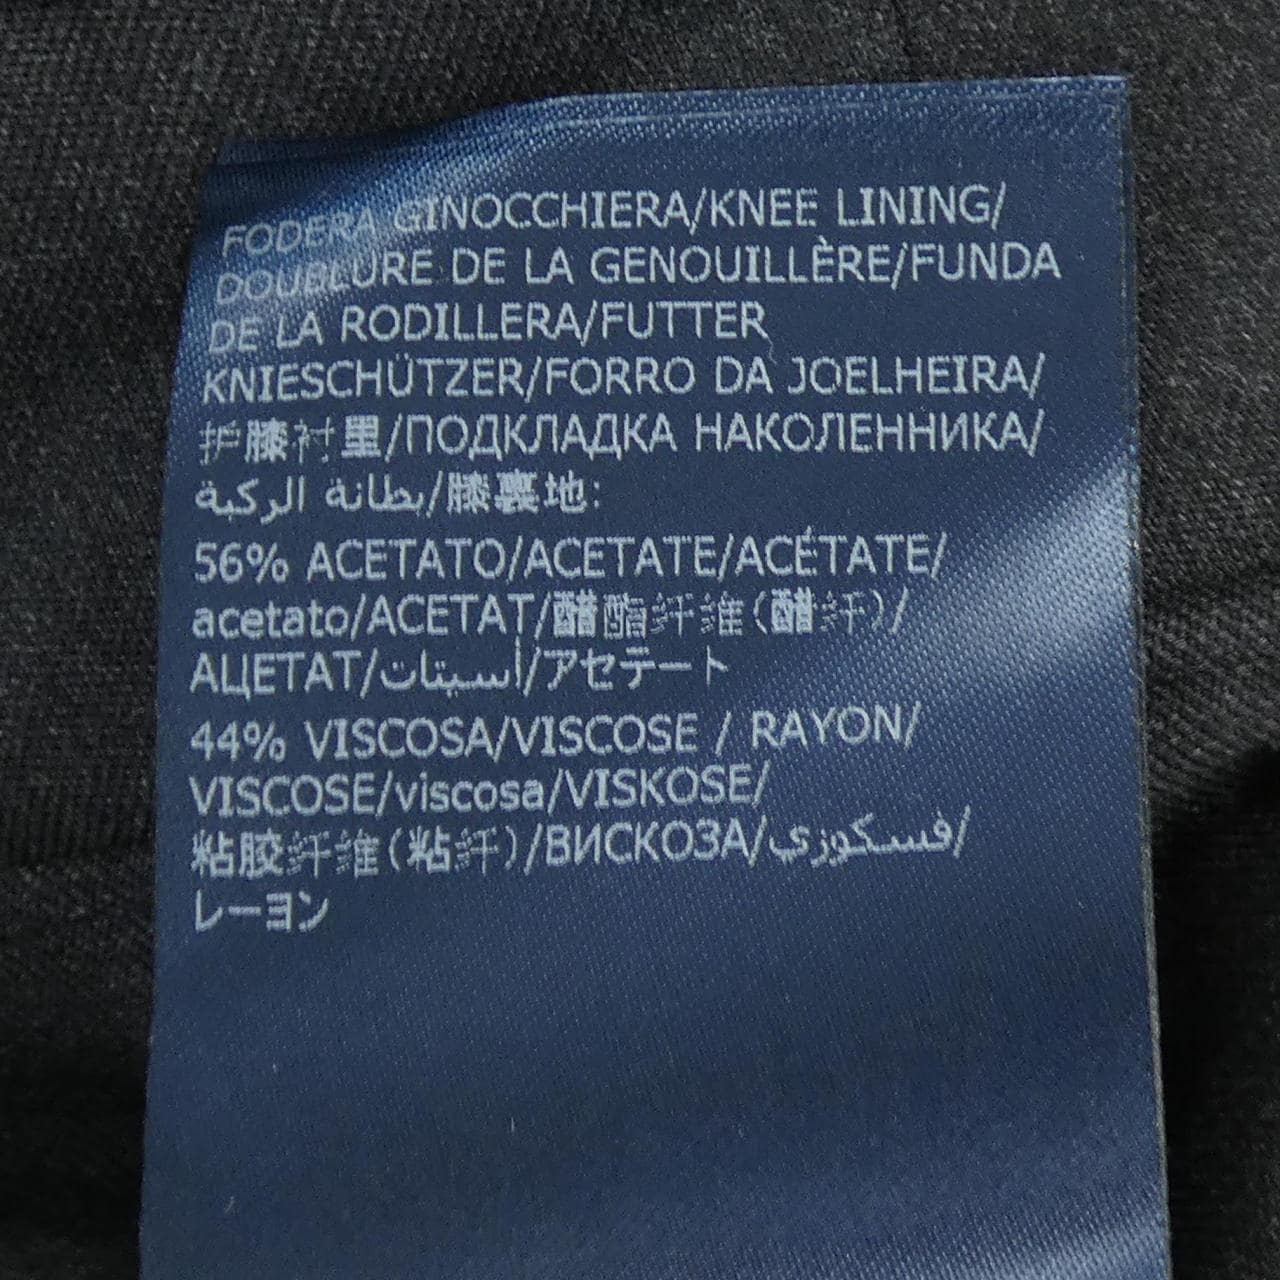 FODERA GINOCCHIERA/KNEE LINING/
DOUBLURE DE LA GENOUILLÈRE/FUNDA
DE LA RODILLERA/FUTTER
KNIESCHÜTZER/FORRO DA JOELHEIRA/
护膝衬里/ПОДКЛАДКА НАКОЛЕННИКА/
بطانة الركبة/膝裏地:
56% ACETATO/ACETATE/ACÉTATE/
acetato/ACETAT/醋酯纤维(醋纤)/
АЦЕТАТ/أسيتات/アセテート
44% VISCOSA/VISCOSE / RAYON/
VISCOSE/viscosa/VISKOSE/
粘胶纤维(粘纤)/ВИСКОЗА/فسكوزي/
レーヨン